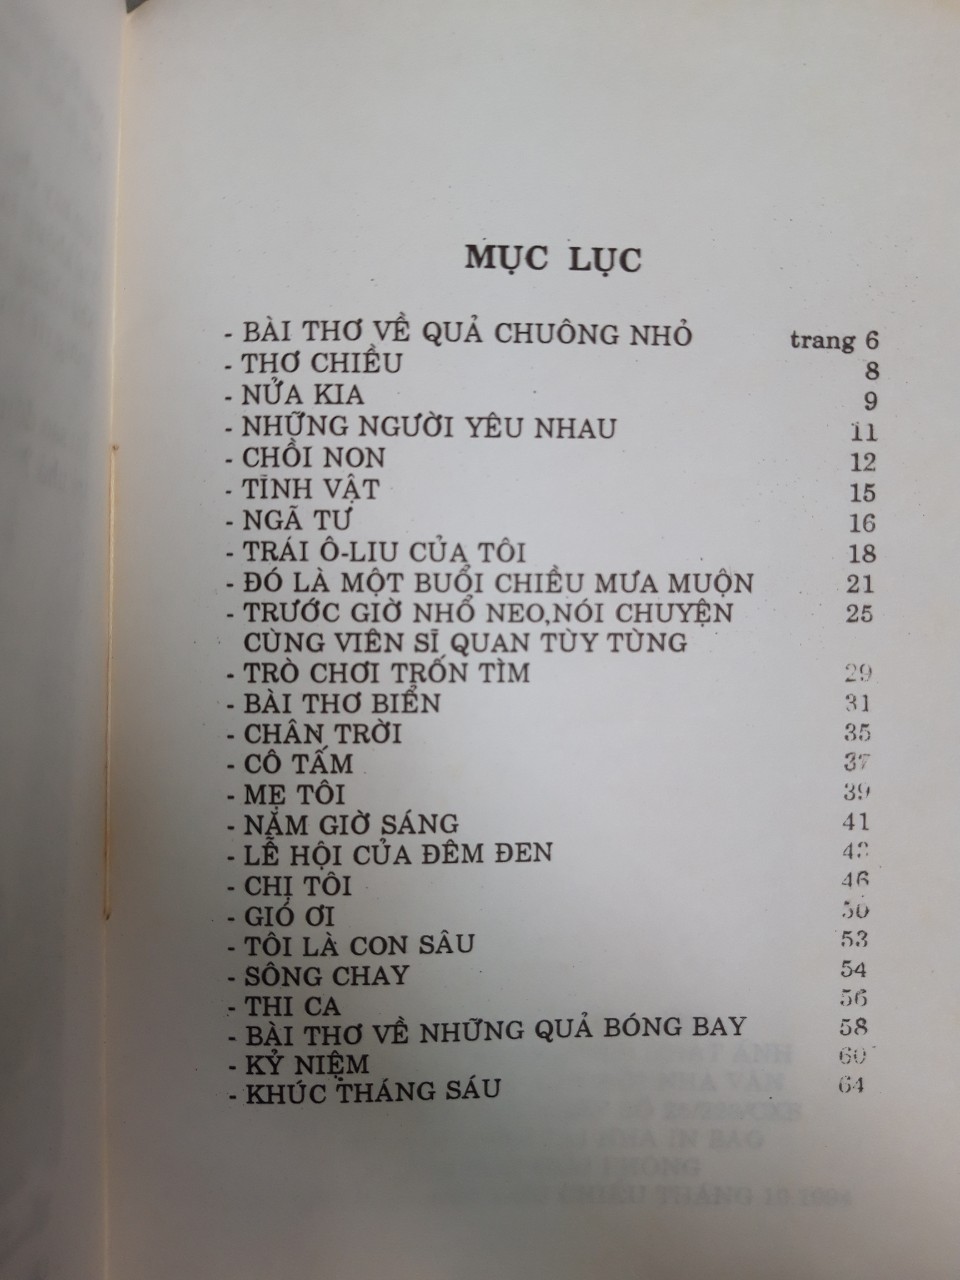 MỤC LỤC
- BÀI THƠ VỀ QUẢ CHUÔNG NHỎ trang 6
- THƠ CHIỀU 8
- NỬA KIA 9
- NHỮNG NGƯỜI YÊU NHAU 11
- CHỒI NON 12
- TĨNH VẬT 15
- NGÃ TƯ 16
- TRÁI Ô-LIU CỦA TÔI 18
- ĐÓ LÀ MỘT BUỔI CHIỀU MƯA MUỘN 21
- TRƯỚC GIỜ NHỔ NEO,NÓI CHUYỆN 25
CÙNG VIÊN SĨ QUAN TÙY TÙNG
- TRÒ CHƠI TRỐN TÌM 29
- BÀI THƠ BIỂN 31
- CHÂN TRỜI 35
- CÔ TẤM 37
- MẸ TÔI 39
- NĂM GIỜ SÁNG 41
- LỄ HỘI CỦA ĐÊM ĐEN
- CHỊ TÔI 46
- GIÓ ƠI 50
- TÔI LÀ CON SÂU 53
- SÔNG CHAY 54
- THI CA 56
- BÀI THƠ VỀ NHỮNG QUẢ BÓNG BAY 58
- KỶ NIỆM 60
- KHÚC THÁNG SÁU 64